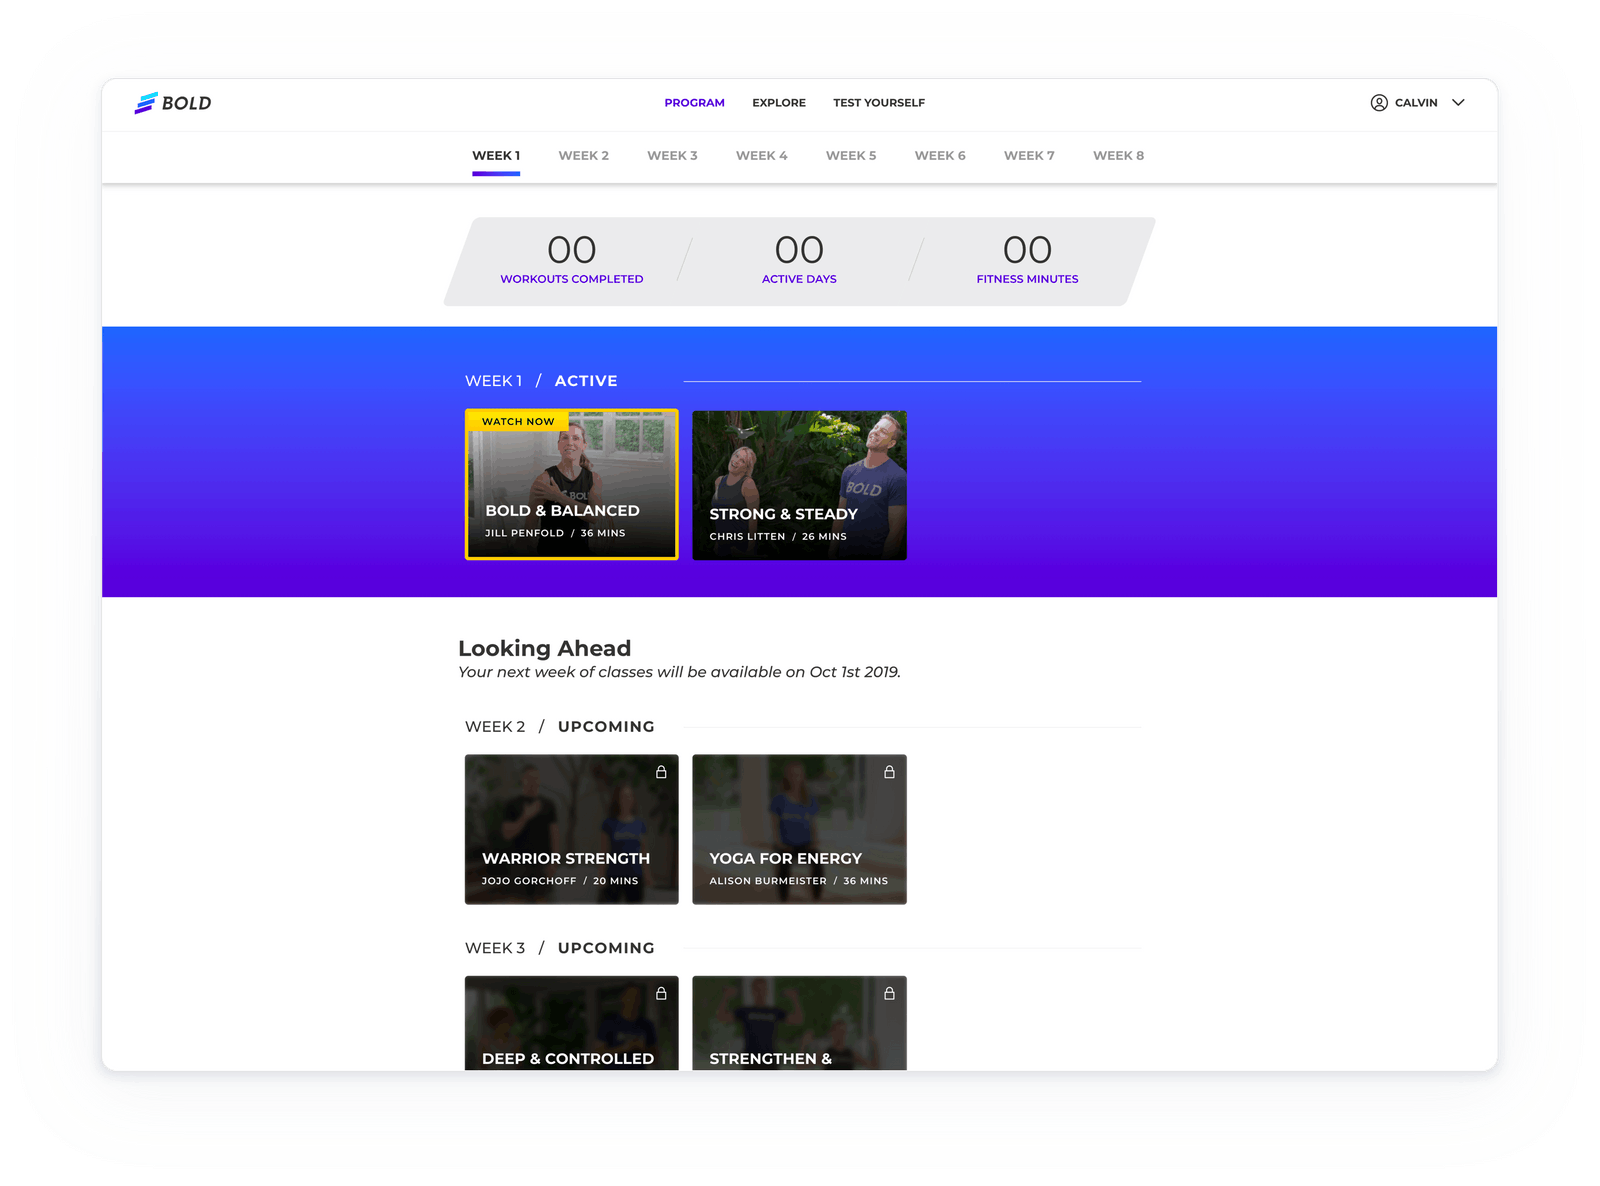 BOLD
PROGRAM EXPLORE TEST YOURSELF
CALVIN
WEEK 1 WEEK 2 WEEK 3 WEEK 4 WEEK 5 WEEK 6 WEEK 7 WEEK 8
00 00 00
WORKOUTS COMPLETED ACTIVE DAYS FITNESS MINUTES
WEEK 1 / ACTIVE
WATCH NOW
BOL
BOLD & BALANCED
JILL PENFOLD / 36 MINS
BOLD
STRONG & STEADY
CHRIS LITTEN / 26 MINS
Looking Ahead
Your next week of classes will be available on Oct 1st 2019.
WEEK 2 / UPCOMING
WARRIOR STRENGTH
JOJO GORCHOFF / 20 MINS
YOGA FOR ENERGY
ALISON BURMEISTER / 36 MINS
WEEK 3 / UPCOMING
DEEP & CONTROLLED
STRENGTHEN &